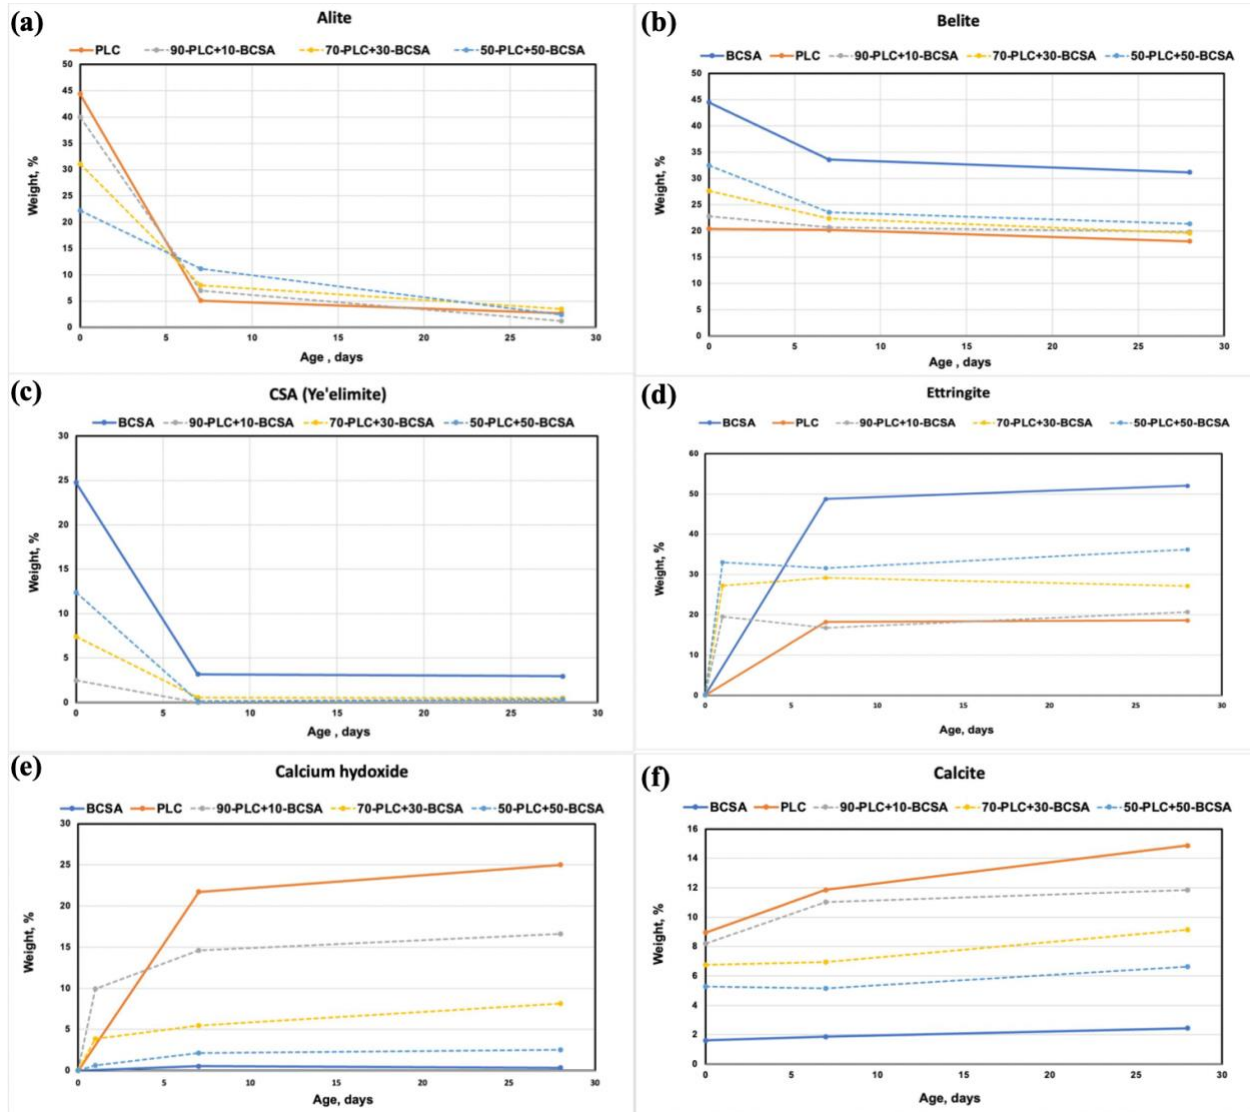 (a)
Alite
PLC 90-PLC+10-BCSA 70-PLC+30-BCSA 50-PLC+50-BCSA
50
45
40
35
30
25
20
15
10
5
0
Weight, %
0 5 10 15 20 25 30
Age , days
(b)
Belite
BCSA PLC 90-PLC+10-BCSA 70-PLC+30-BCSA 50-PLC+50-BCSA
50
45
40
35
30
25
20
15
10
5
0
Weight, %
0 5 10 15 20 25 30
Age , days
(c)
CSA (Ye'elimite)
BCSA 90-PLC+10-BCSA 70-PLC+30-BCSA 50-PLC+50-BCSA
30
25
20
15
10
5
0
Weight, %
0 5 10 15 20 25 30
Age , days
(d)
Ettringite
BCSA PLC 90-PLC+10-BCSA 70-PLC+30-BCSA 50-PLC+50-BCSA
60
50
40
30
20
10
0
Weight, %
0 5 10 15 20 25 30
Age, days
(e)
Calcium hydoxide
BCSA PLC 90-PLC+10-BCSA 70-PLC+30-BCSA 50-PLC+50-BCSA
30
25
20
15
10
5
0
Weight, %
0 5 10 15 20 25 30
Age, days
(f)
Calcite
BCSA PLC 90-PLC+10-BCSA 70-PLC+30-BCSA 50-PLC+50-BCSA
16
14
12
10
8
6
4
2
0
Weight, %
0 5 10 15 20 25 30
Age, days